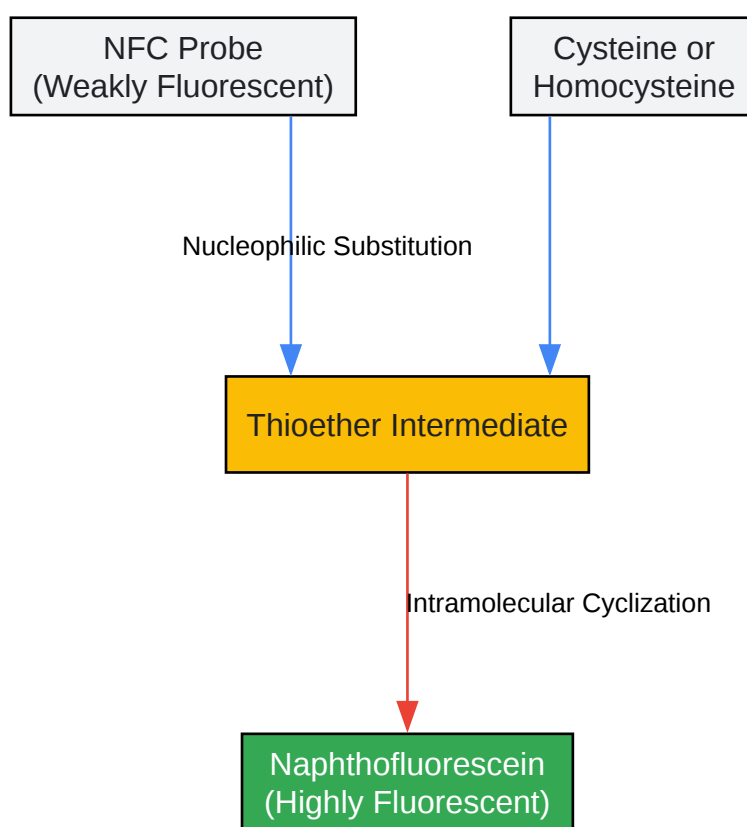 NFC Probe
(Weakly Fluorescent)
Cysteine or
Homocysteine
Nucleophilic Substitution
Thioether Intermediate
Intramolecular Cyclization
Naphthofluorescein
(Highly Fluorescent)